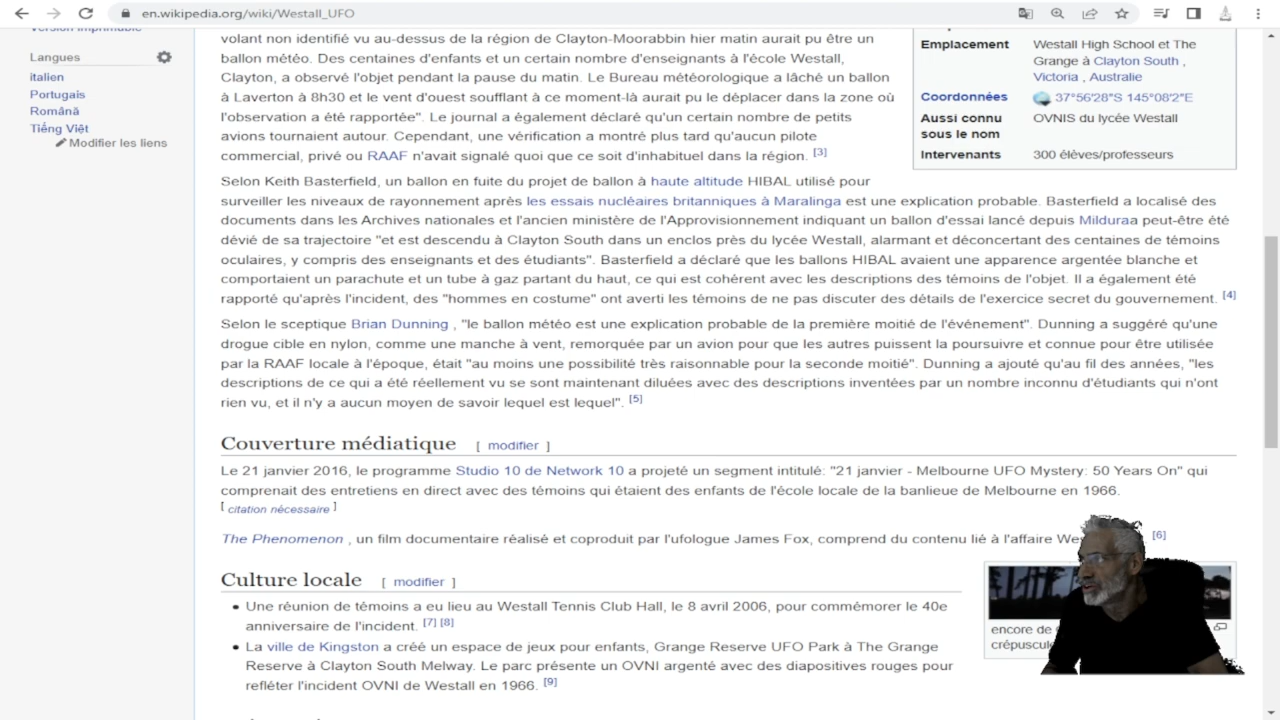 en.wikipedia.org/wiki/Westall_UFO
Version imprimable
Langues
italien
Portugais
Română
Tiếng Việt
Modifier les liens
volant non identifié vu au-dessus de la région de Clayton-Moorabbin hier matin aurait pu être un
ballon météo. Des centaines d'enfants et un certain nombre d'enseignants à l'école Westall,
Clayton, a observé l'objet pendant la pause du matin. Le Bureau météorologique a lâché un ballon
à Laverton à 8h30 et le vent d'ouest soufflant à ce moment-là aurait pu le déplacer dans la zone où
l'observation a été rapportée". Le journal a également déclaré qu'un certain nombre de petits
avions tournaient autour. Cependant, une vérification a montré plus tard qu'aucun pilote
commercial, privé ou RAAF n'avait signalé quoi que ce soit d'inhabituel dans la région. [3]
Emplacement Westall High School et The
Grange à Clayton South ,
Victoria , Australie
Coordonnées 37°56'28"S 145°08'2"E
Aussi connu OVNIS du lycée Westall
sous le nom
Intervenants 300 élèves/professeurs
Selon Keith Basterfield, un ballon en fuite du projet de ballon à haute altitude HIBAL utilisé pour
surveiller les niveaux de rayonnement après les essais nucléaires britanniques à Maralinga est une explication probable. Basterfield a localisé des
documents dans les Archives nationales et l'ancien ministère de l'Approvisionnement indiquant un ballon d'essai lancé depuis Milduraa peut-être été
dévié de sa trajectoire "et est descendu à Clayton South dans un enclos près du lycée Westall, alarmant et déconcertant des centaines de témoins
oculaires, y compris des enseignants et des étudiants". Basterfield a déclaré que les ballons HIBAL avaient une apparence argentée blanche et
comportaient un parachute et un tube à gaz partant du haut, ce qui est cohérent avec les descriptions des témoins de l'objet. Il a également été
rapporté qu'après l'incident, des "hommes en costume" ont averti les témoins de ne pas discuter des détails de l'exercice secret du gouvernement. [4]
Selon le sceptique Brian Dunning , "le ballon météo est une explication probable de la première moitié de l'événement". Dunning a suggéré qu'une
drogue cible en nylon, comme une manche à vent, remorquée par un avion pour que les autres puissent la poursuivre et connue pour être utilisée
par la RAAF locale à l'époque, était "au moins une possibilité très raisonnable pour la seconde moitié". Dunning a ajouté qu'au fil des années, "les
descriptions de ce qui a été réellement vu se sont maintenant diluées avec des descriptions inventées par un nombre inconnu d'étudiants qui n'ont
rien vu, et il n'y a aucun moyen de savoir lequel est lequel". [5]
Couverture médiatique [ modifier ]
Le 21 janvier 2016, le programme Studio 10 de Network 10 a projeté un segment intitulé: "21 janvier - Melbourne UFO Mystery: 50 Years On" qui
comprenait des entretiens en direct avec des témoins qui étaient des enfants de l'école locale de la banlieue de Melbourne en 1966.
[ citation nécessaire ]
The Phenomenon , un film documentaire réalisé et coproduit par l'ufologue James Fox, comprend du contenu lié à l'affaire [6]
Culture locale [ modifier ]
Une réunion de témoins a eu lieu au Westall Tennis Club Hall, le 8 avril 2006, pour commémorer le 40e
anniversaire de l'incident. [7] [8]
La ville de Kingston a créé un espace de jeux pour enfants, Grange Reserve UFO Park à The Grange
Reserve à Clayton South Melway. Le parc présente un OVNI argenté avec des diapositives rouges pour
refléter l'incident OVNI de Westall en 1966. [9]
encore de